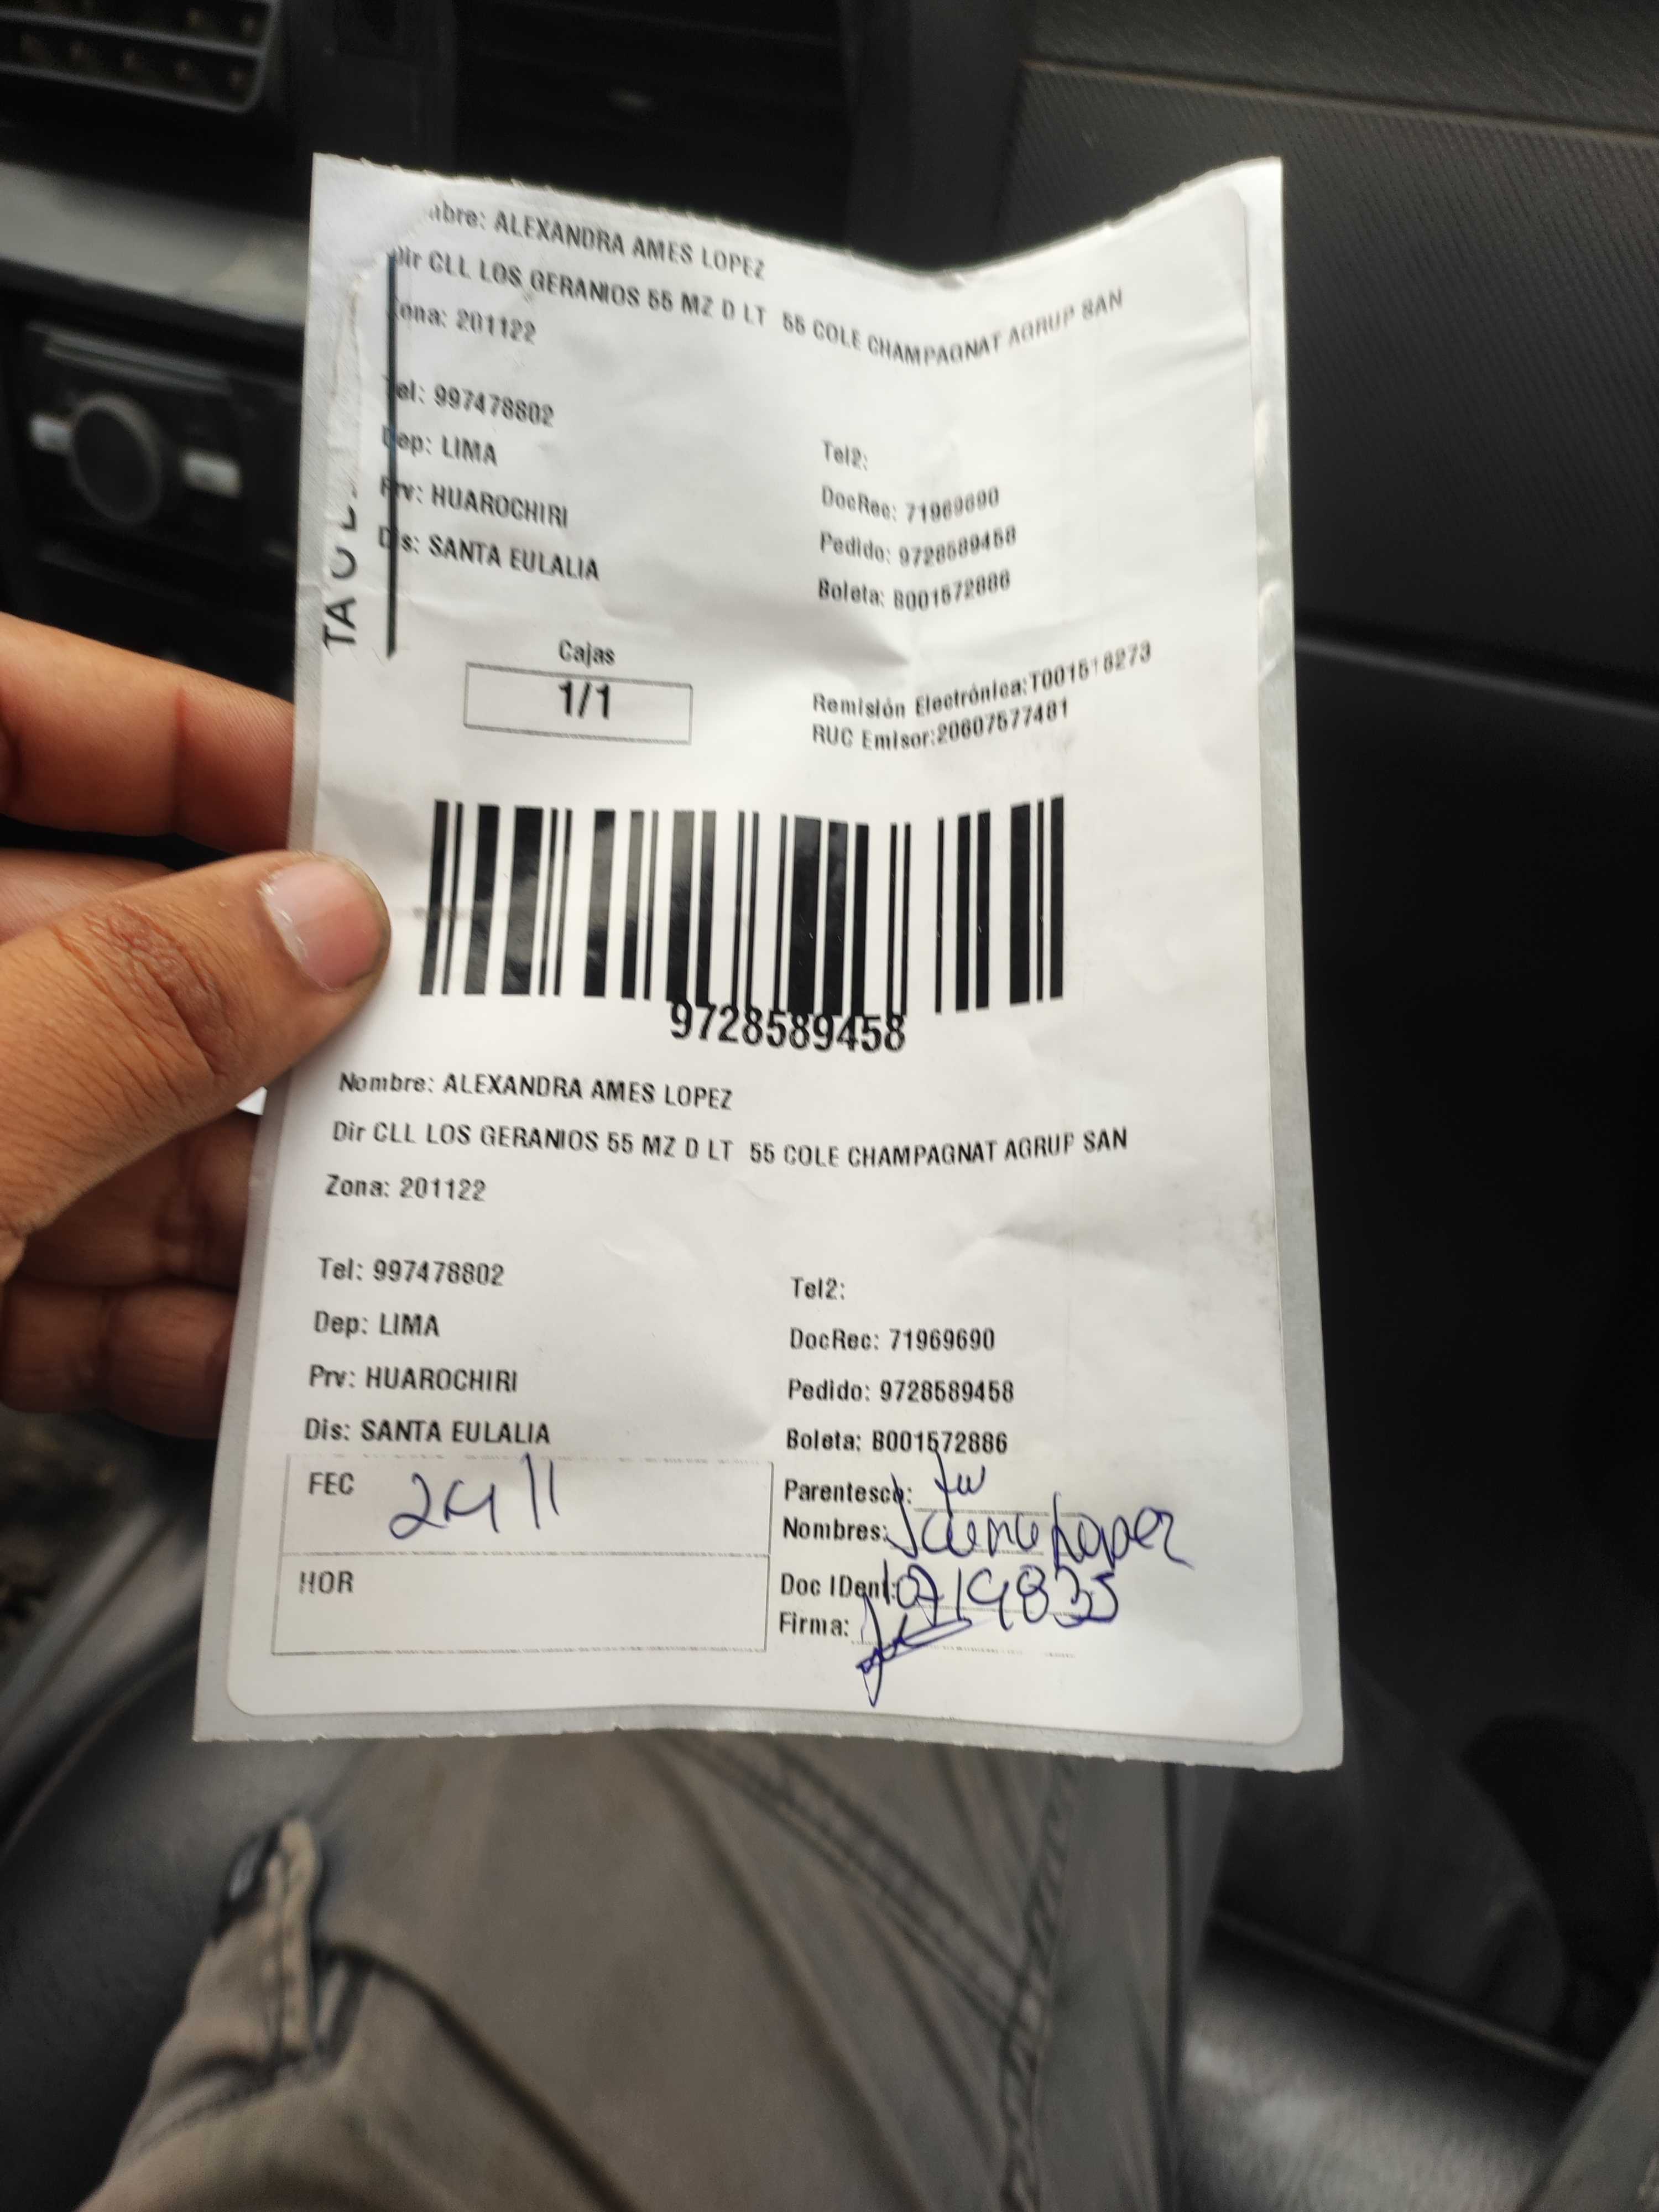 mbre: ALEXANDRA AMES LOPEZ
Dir CLL LOS GERANIOS 55 MZ D LT 55 COLE CHAMPAGNAT AGRUP SAN
Zona: 201122
Tel: 997478802
Tel2:
Dep: LIMA
DocRec: 71969690
Prv: HUAROCHIRI
Pedido: 9728589458
Dis: SANTA EULALIA
Boleta: B001572886
Cajas
1/1
Remisión Electrónica:T001518273
RUC Emisor:20607577481
9728589458
Nombre: ALEXANDRA AMES LOPEZ
Dir CLL LOS GERANIOS 55 MZ D LT 55 COLE CHAMPAGNAT AGRUP SAN
Zona: 201122
Tel: 997478802
Tel2:
Dep: LIMA
DocRec: 71969690
Prv: HUAROCHIRI
Pedido: 9728589458
Dis: SANTA EULALIA
Boleta: B001572886
FEC 24 11
Parentesco:
Nombres: Lopez
HOR
Doc IDent:
Firma: